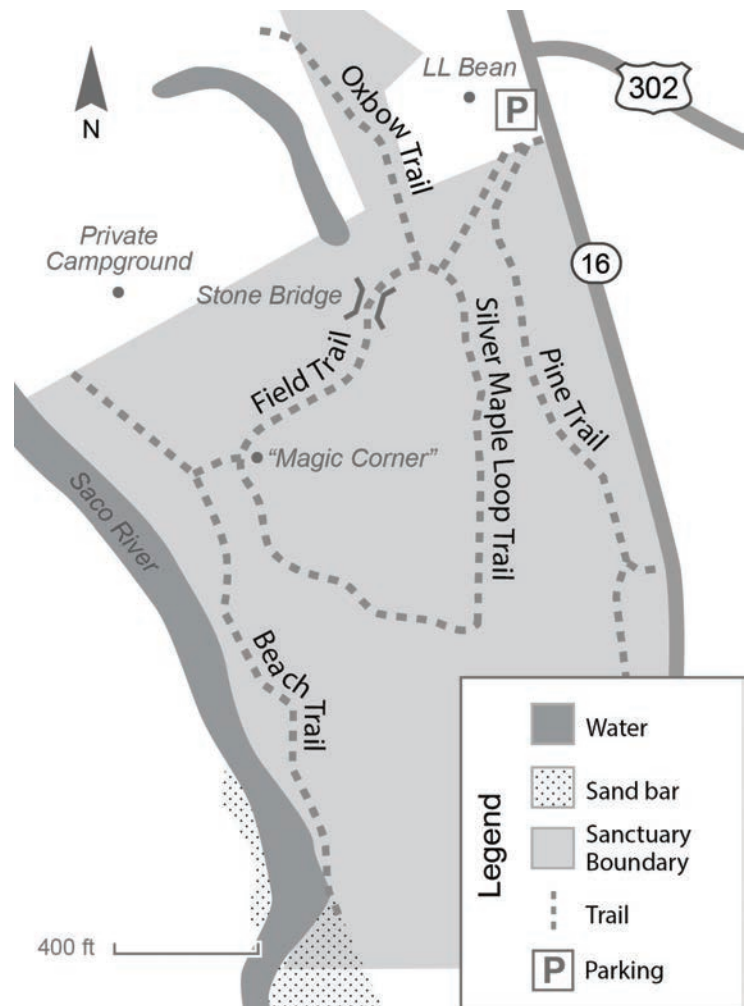 LL Bean
302
P
N
Oxbow Trail
16
Private
Campground
Stone Bridge
Field Trail
Silver Maple Loop Trail
Pine Trail
"Magic Corner"
Saco River
Beach
Trail
400 ft
Legend
Water
Sand bar
Sanctuary
Boundary
Trail
P
Parking